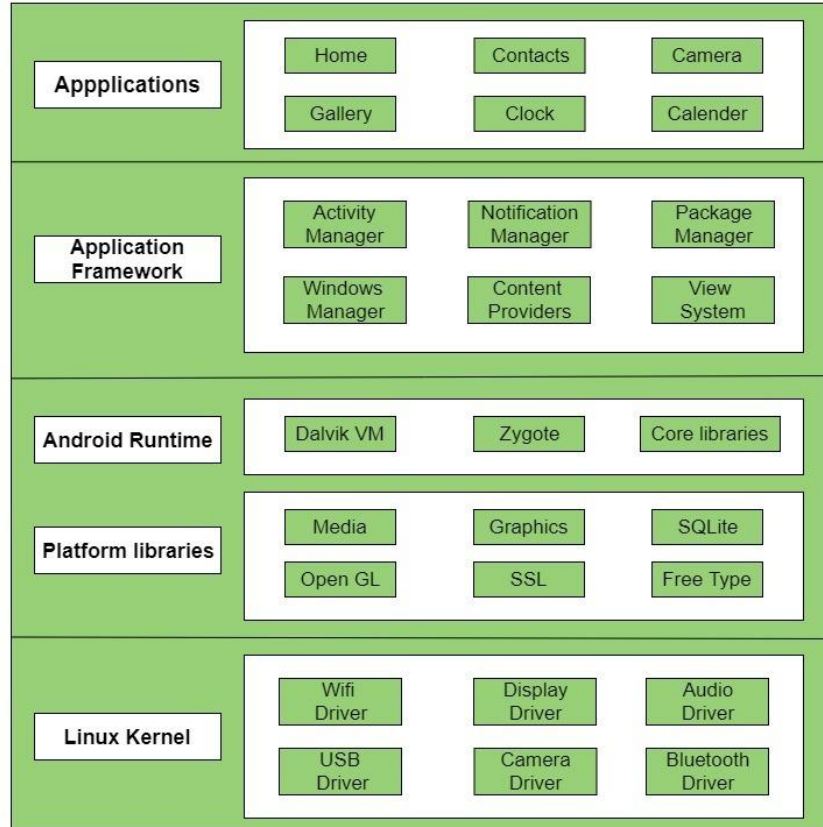 Appplications
Home Contacts Camera
Gallery Clock Calender
Application
Framework
Activity
Manager
Notification
Manager
Package
Manager
Windows
Manager
Content
Providers
View
System
Android Runtime
Dalvik VM Zygote Core libraries
Platform libraries
Media Graphics SQLite
Open GL SSL Free Type
Linux Kernel
Wifi
Driver
Display
Driver
Audio
Driver
USB
Driver
Camera
Driver
Bluetooth
Driver